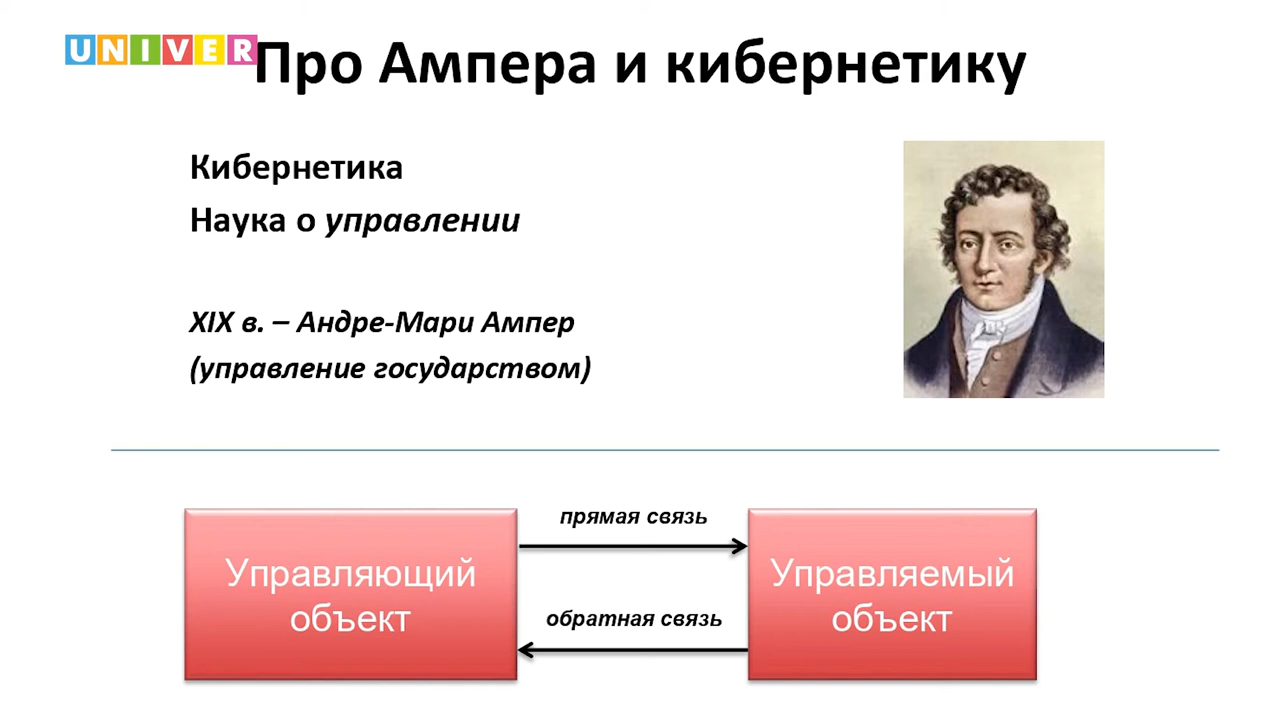 UNIVER
Про Ампера и кибернетику
Кибернетика
Наука о управлении
XIX в. – Андре-Мари Ампер
(управление государством)
прямая связь
Управляющий
объект
Управляемый
объект
обратная связь